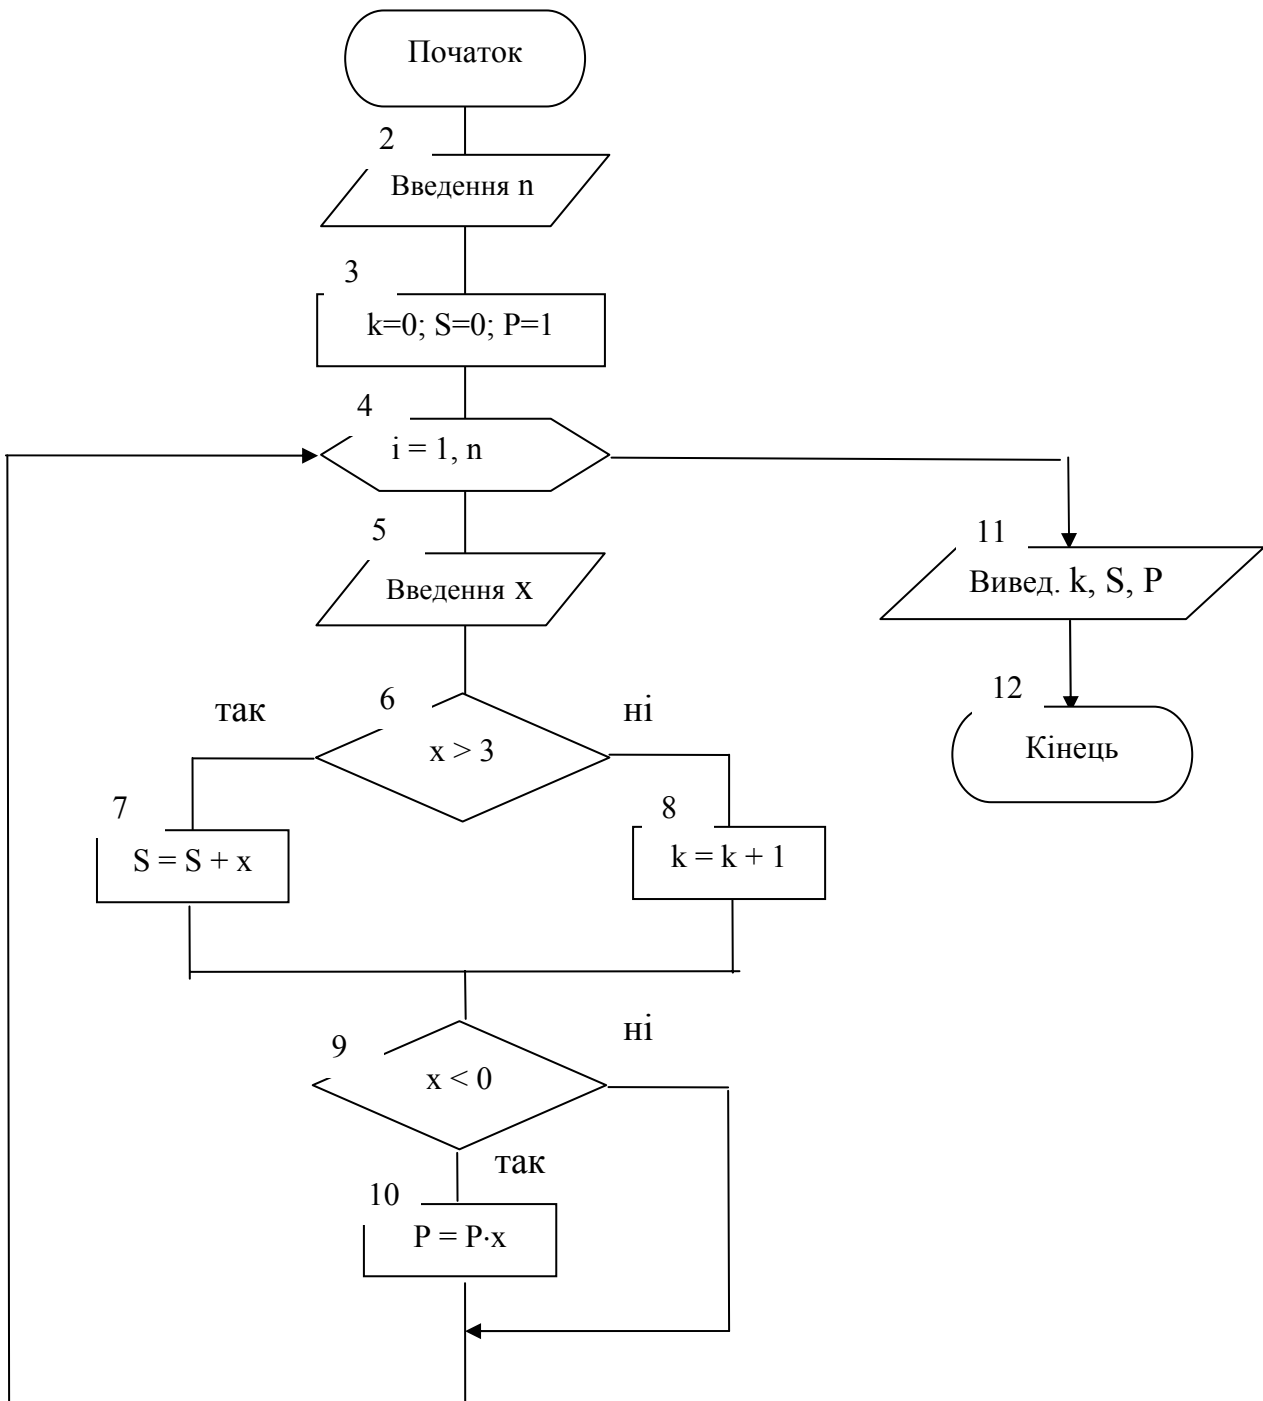 Початок
2
Введення n
3
k=0; S=0; P=1
4
i = 1, n
5
Введення x
6
так
ні
x > 3
7
S = S + x
8
k = k + 1
9
ні
x < 0
так
10
P = P·x
11
Вивед. k, S, P
12
Кінець